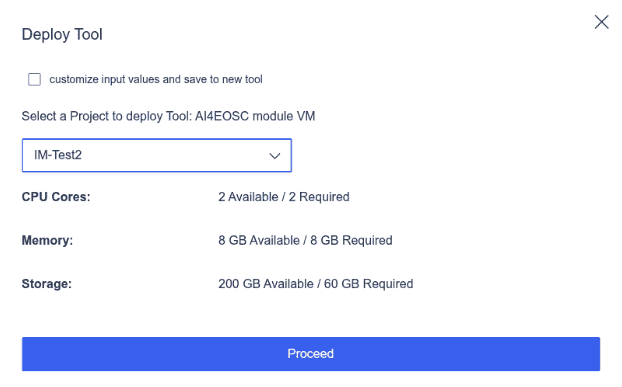 Deploy Tool
customize input values and save to new tool
Select a Project to deploy Tool: AI4EOSC module VM
IM-Test2
CPU Cores: 2 Available / 2 Required
Memory: 8 GB Available / 8 GB Required
Storage: 200 GB Available / 60 GB Required
Proceed